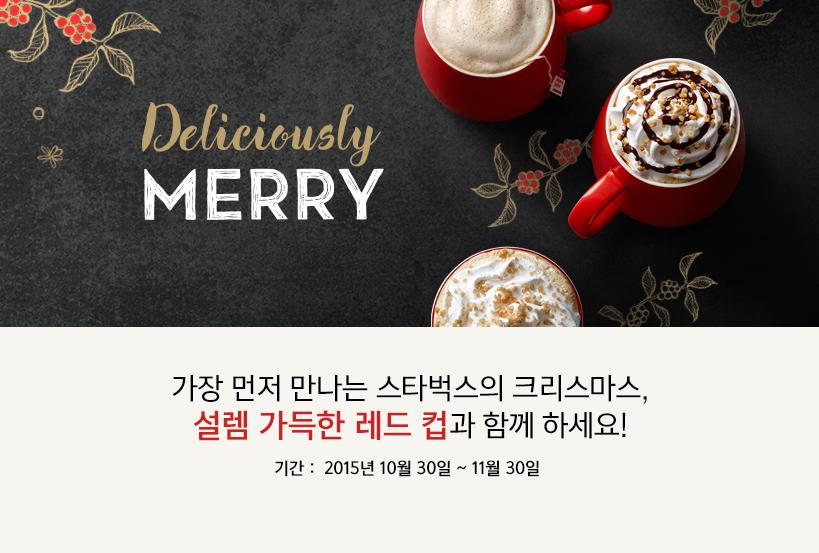 Deliciously
MERRY
가장 먼저 만나는 스타벅스의 크리스마스,
설렘 가득한 레드 컵과 함께 하세요!
기간 : 2015년 10월 30일 ~ 11월 30일